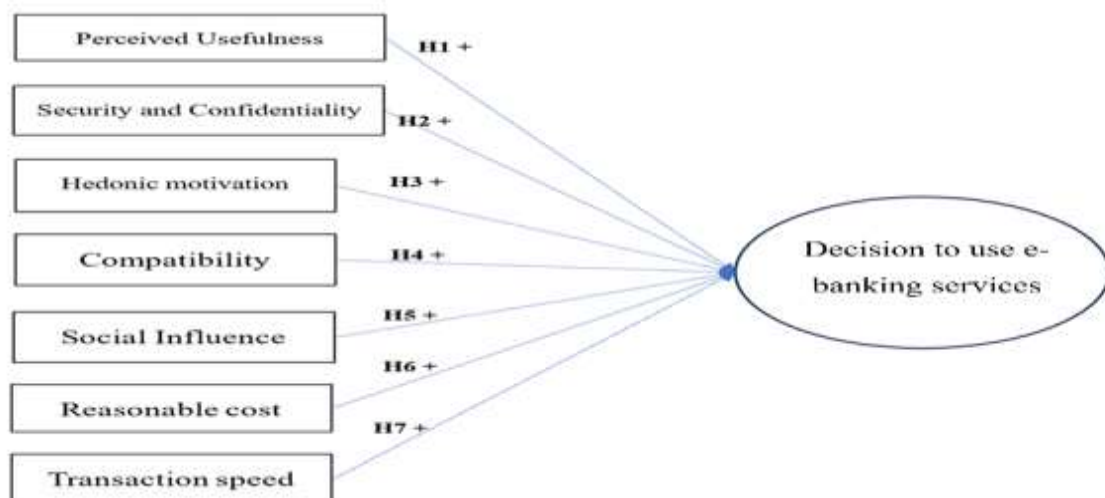 Perceived Usefulness
H1 +
Security and Confidentiality
H2 +
Hedonic motivation
H3 +
Compatibility
H4 +
Social Influence
H5 +
Reasonable cost
H6 +
Transaction speed
H7 +
Decision to use e-
banking services